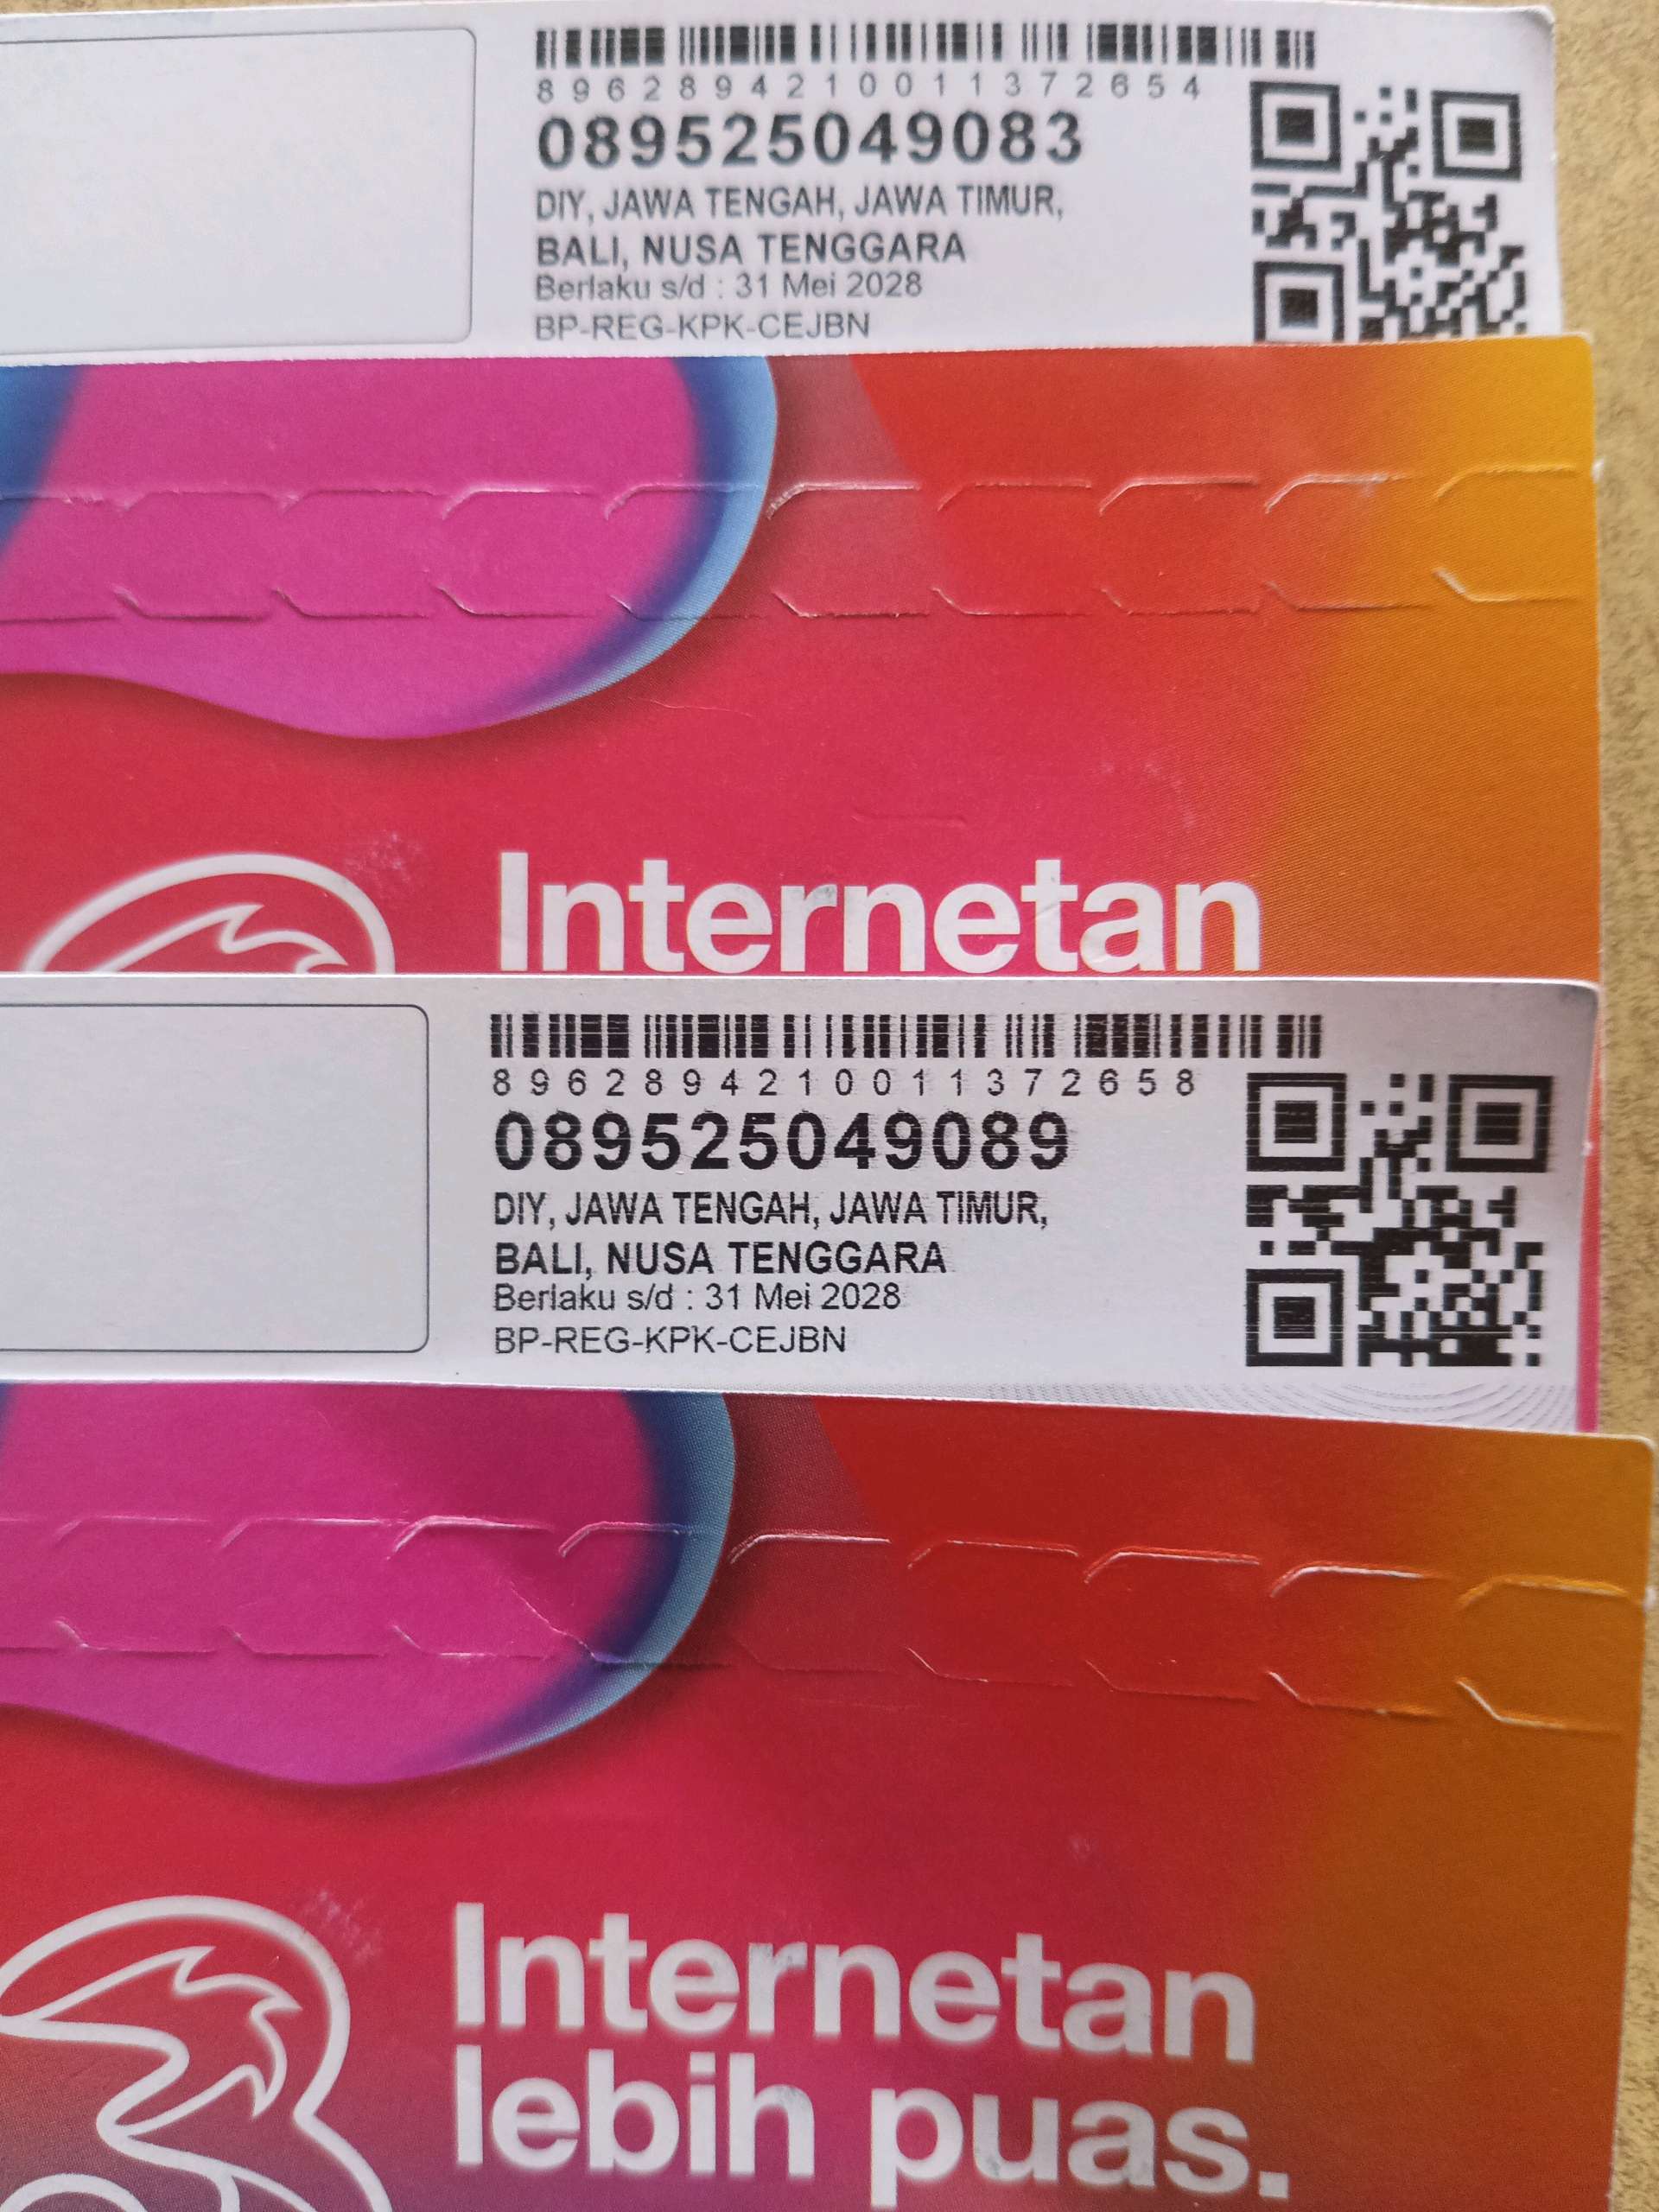 8962894210011372654
089525049083
DIY, JAWA TENGAH, JAWA TIMUR,
BALI, NUSA TENGGARA
Berlaku s/d : 31 Mei 2028
BP-REG-KPK-CEJBN
Internetan
8962894210011372658
089525049089
DIY, JAWA TENGAH, JAWA TIMUR,
BALI, NUSA TENGGARA
Berlaku s/d : 31 Mei 2028
BP-REG-KPK-CEJBN
Internetan
lebih puas.